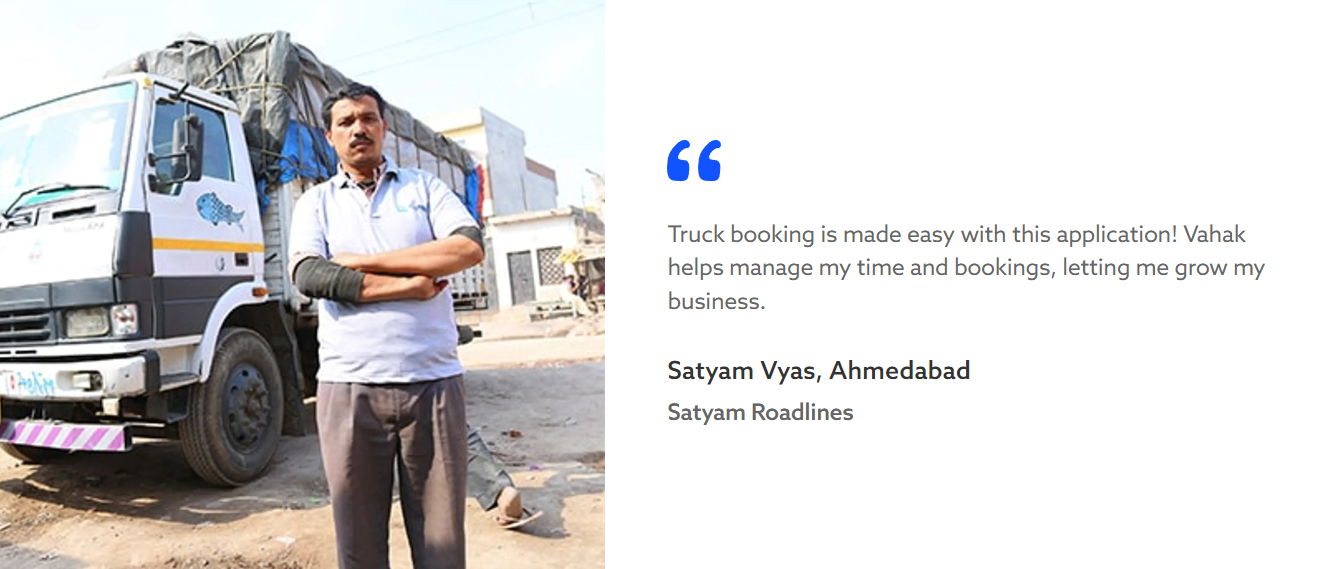 Truck booking is made easy with this application! Vahak
helps manage my time and bookings, letting me grow my
business.
Satyam Vyas, Ahmedabad
Satyam Roadlines